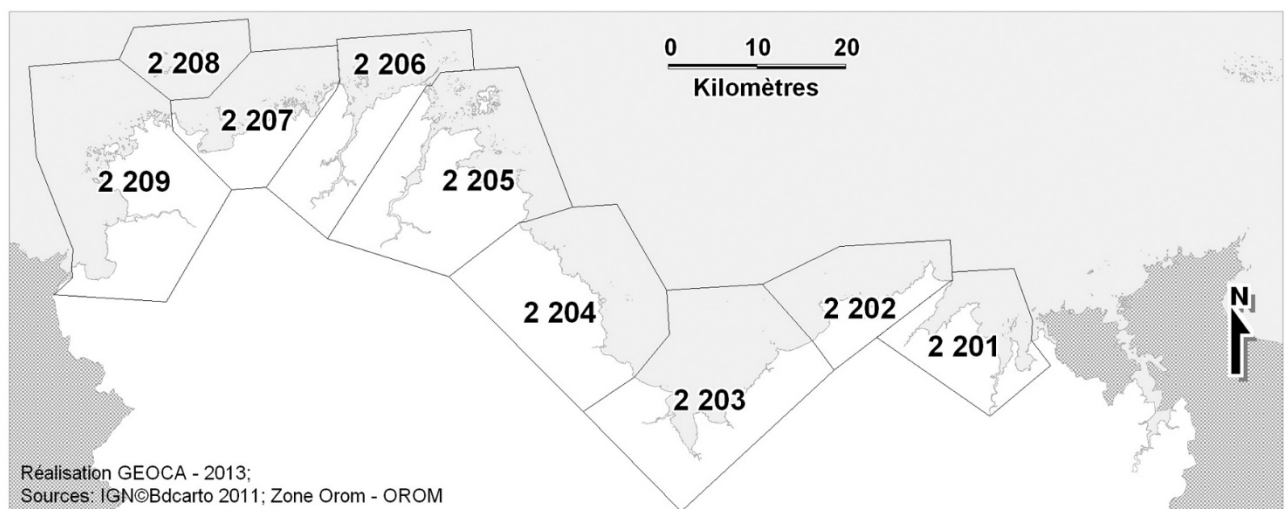 0 10 20
Kilomètres
2 208
2 206
2 207
2 209
2 205
2 204
2 202
2 201
2 203
N
Réalisation GEOCA - 2013;
Sources: IGN©Bdcarto 2011; Zone Orom - OROM